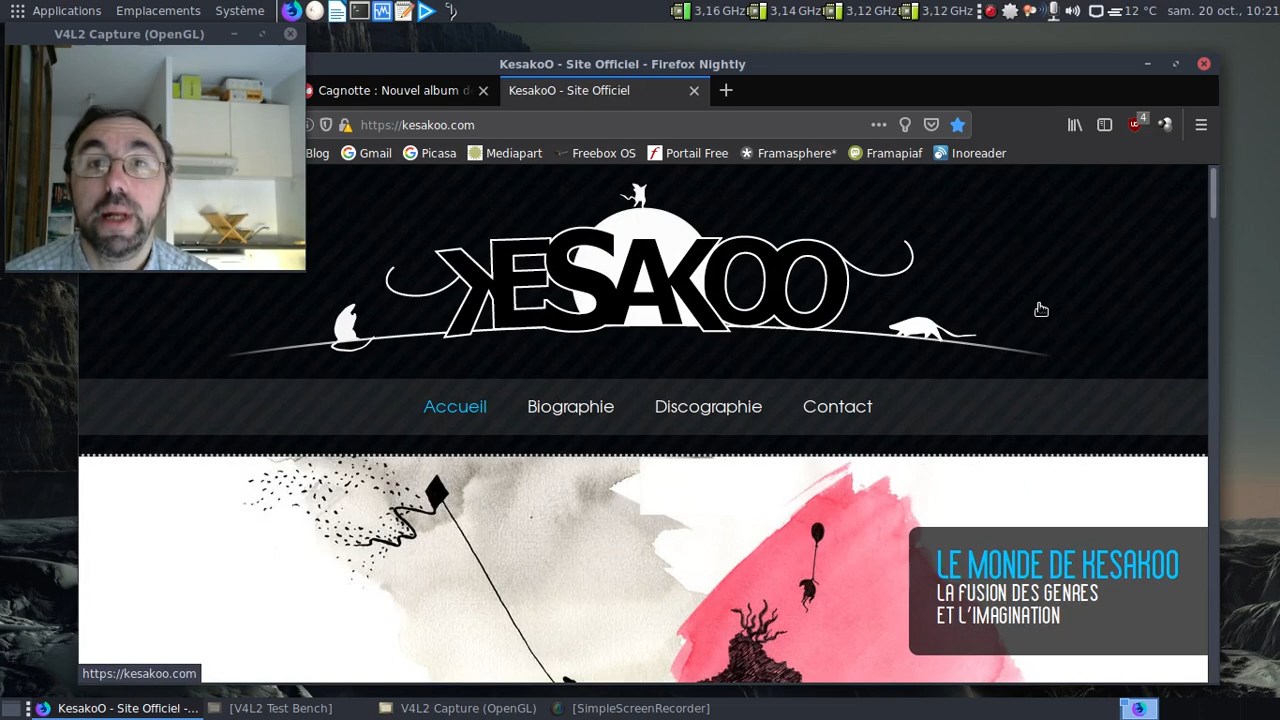 Applications Emplacements Système 3,16 GHz 3,14 GHz 3,12 GHz 3,12 GHz 12 °C sam. 20 oct., 10:21
V4L2 Capture (OpenGL)
KesakoO - Site Officiel - Firefox Nightly
Cagnotte : Nouvel album d KesakoO - Site Officiel
https://kesakoo.com
4
Blog Gmail Picasa Mediapart Freebox OS Portail Free Framasphere* Framapiaf Inoreader
KESAKOO
Accueil Biographie Discographie Contact
LE MONDE DE KESAKOO
LA FUSION DES GENRES
ET L'IMAGINATION
https://kesakoo.com
KesakoO - Site Officiel -... [V4L2 Test Bench] V4L2 Capture (OpenGL) [SimpleScreenRecorder]